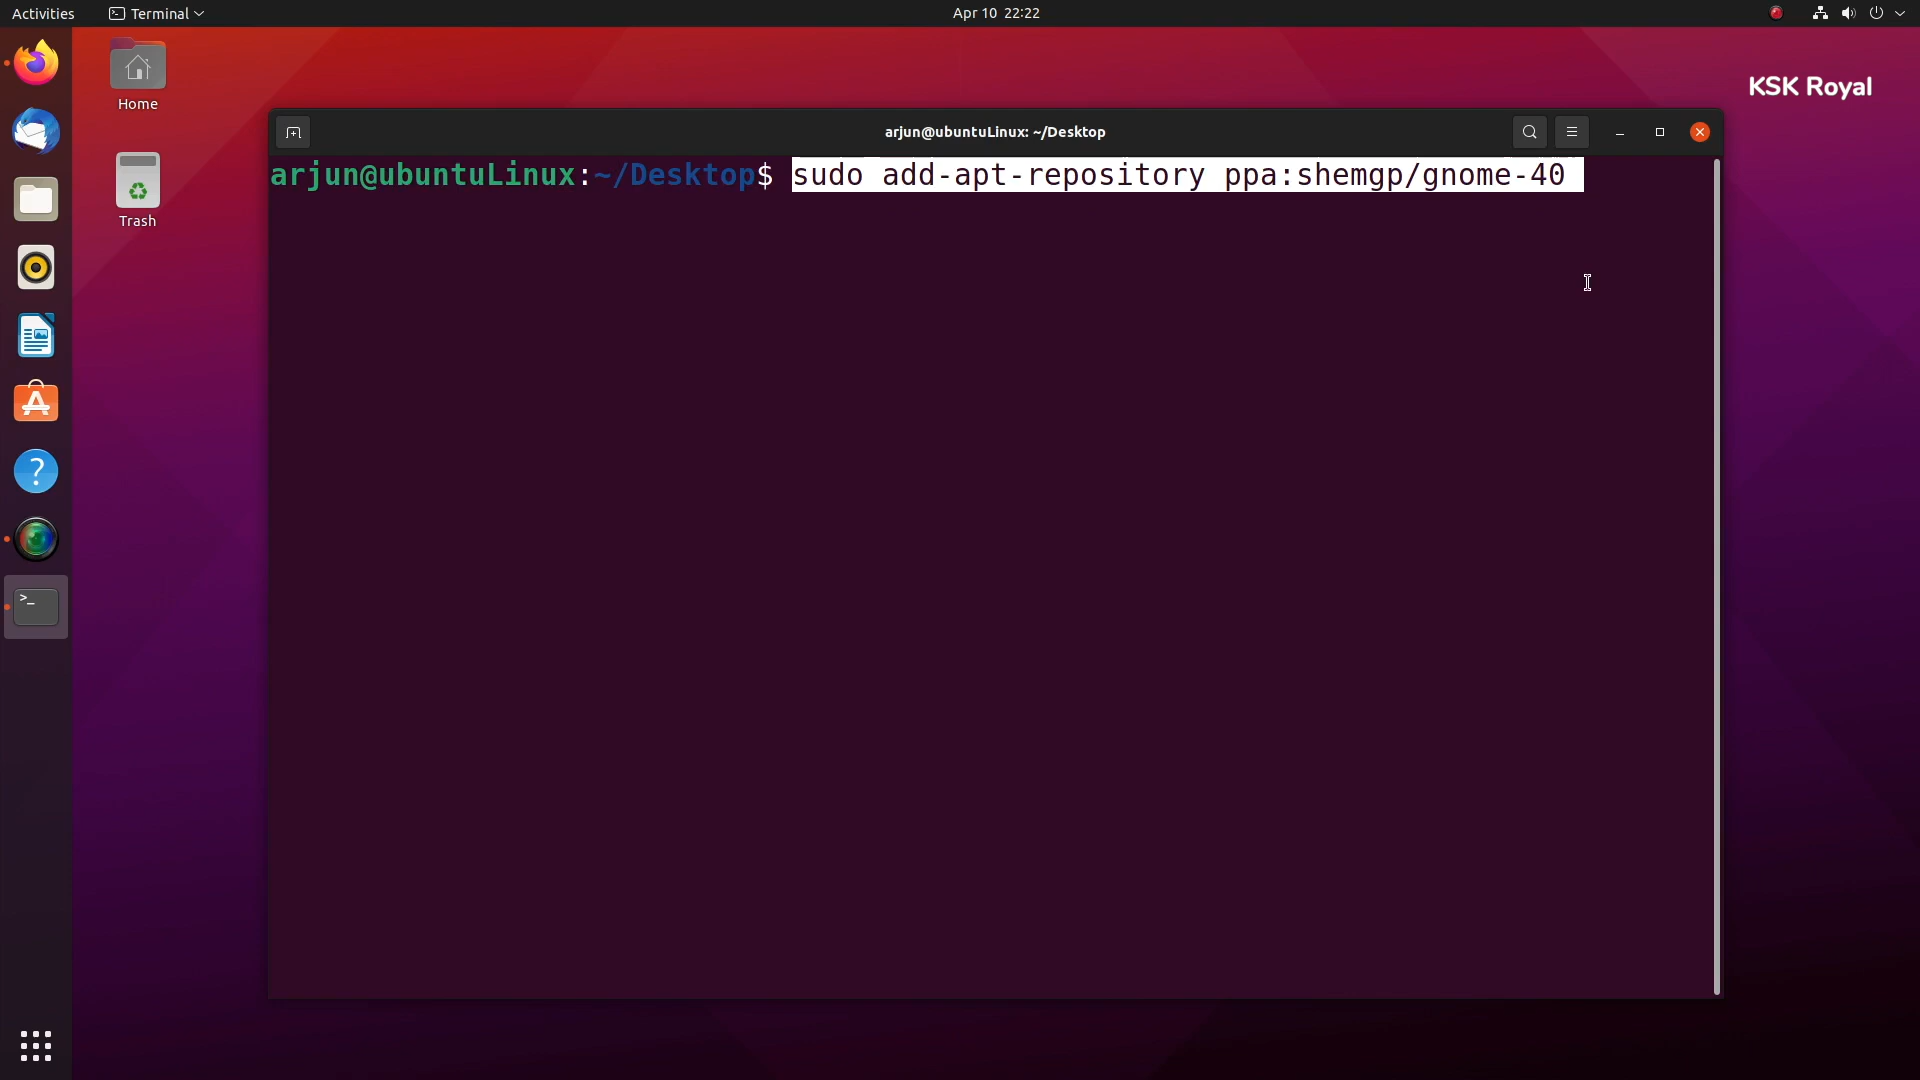 Activities
Terminal
Apr 10 22:22
KSK Royal
Home
Trash
arjun@ubuntuLinux: ~/Desktop
arjun@ubuntuLinux:~/Desktop$ sudo add-apt-repository ppa:shemgp/gnome-40